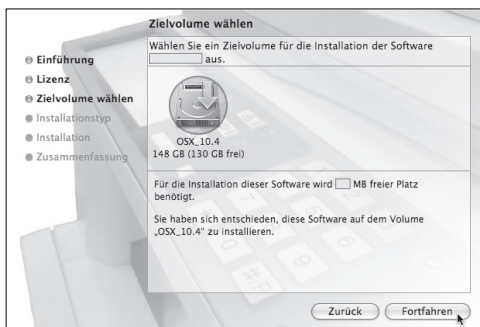 Zielvolume wählen
Wählen Sie ein Zielvolume für die Installation der Software
aus.
Einführung
Lizenz
Zielvolume wählen
Installationstyp
Installation
Zusammenfassung
OSX_10.4
148 GB (130 GB frei)
Für die Installation dieser Software wird MB freier Platz
benötigt.
Sie haben sich entschieden, diese Software auf dem Volume
„OSX_10.4“ zu installieren.
Zurück
Fortfahren